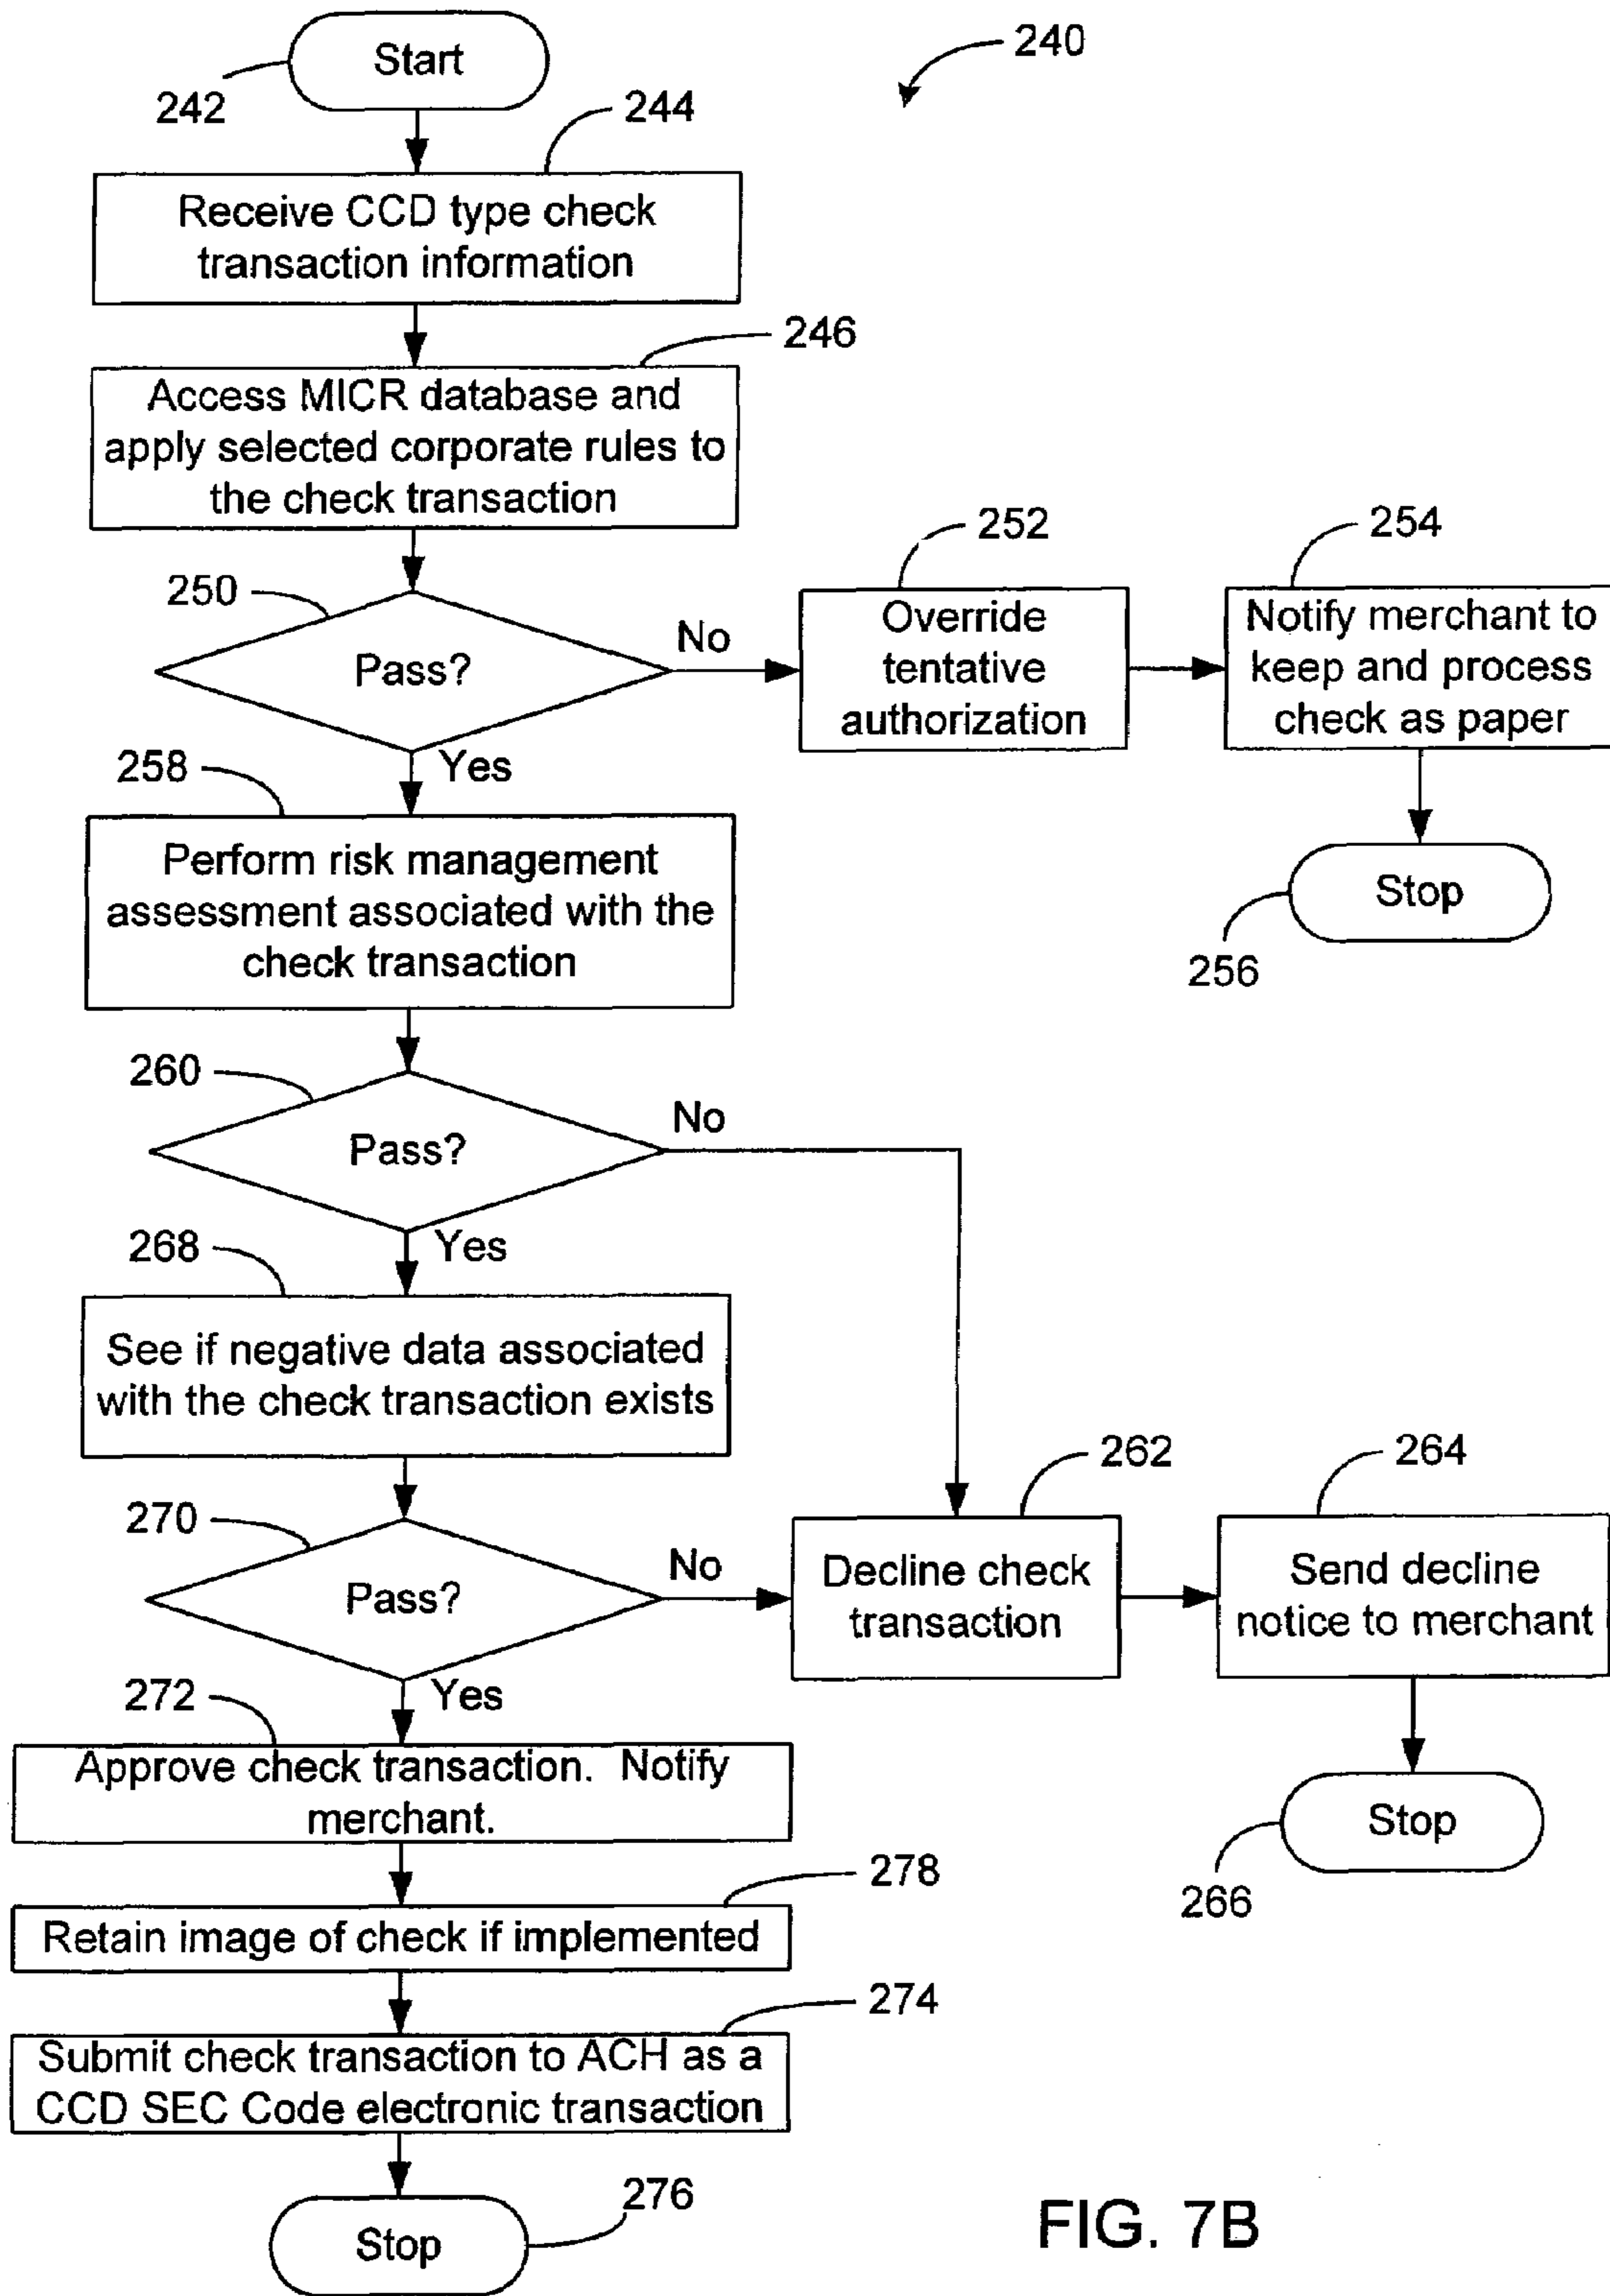 Start
240
242
244
Receive CCD type check
transaction information
246
Access MICR database and
apply selected corporate rules to
the check transaction
250
Pass?
No
252
Override
tentative
authorization
254
Notify merchant to
keep and process
check as paper
Yes
258
Perform risk management
assessment associated with the
check transaction
Stop
256
260
Pass?
No
Yes
268
See if negative data associated
with the check transaction exists
270
Pass?
No
262
Decline check
transaction
264
Send decline
notice to merchant
Yes
272
Approve check transaction. Notify
merchant.
Stop
266
278
Retain image of check if implemented
274
Submit check transaction to ACH as a
CCD SEC Code electronic transaction
276
Stop
FIG. 7B